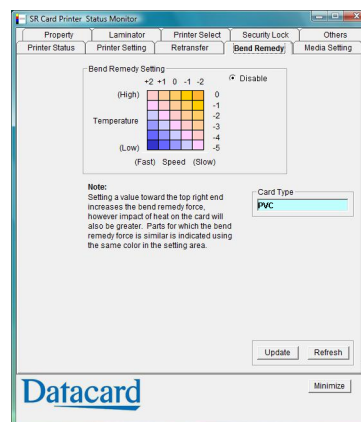 SR Card Printer Status Monitor
Property Laminator Printer Select Security Lock Others
Printer Status Printer Setting Retransfer Bend Remedy Media Setting
Bend Remedy Setting
+2 +1 0 -1 -2
Disable
(High)
0
-1
Temperature
-2
-3
-4
(Low)
-5
(Fast) Speed (Slow)
Note:
Setting a value toward the top right end
increases the bend remedy force,
however impact of heat on the card will
also be greater. Parts for which the bend
remedy force is similar is indicated using
the same color in the setting area.
Card Type
PVC
Update Refresh
Datacard
Minimize